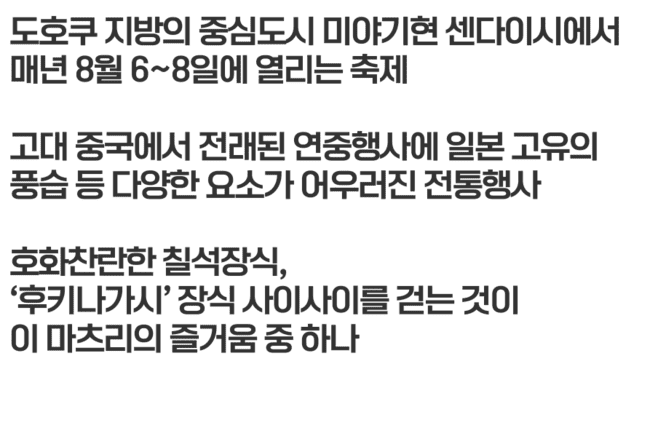 도호쿠 지방의 중심도시 미야기현 센다이시에서
매년 8월 6~8일에 열리는 축제
고대 중국에서 전래된 연중행사에 일본 고유의
풍습 등 다양한 요소가 어우러진 전통행사
호화찬란한 칠석장식,
‘후키나가시’ 장식 사이사이를 걷는 것이
이 마츠리의 즐거움 중 하나